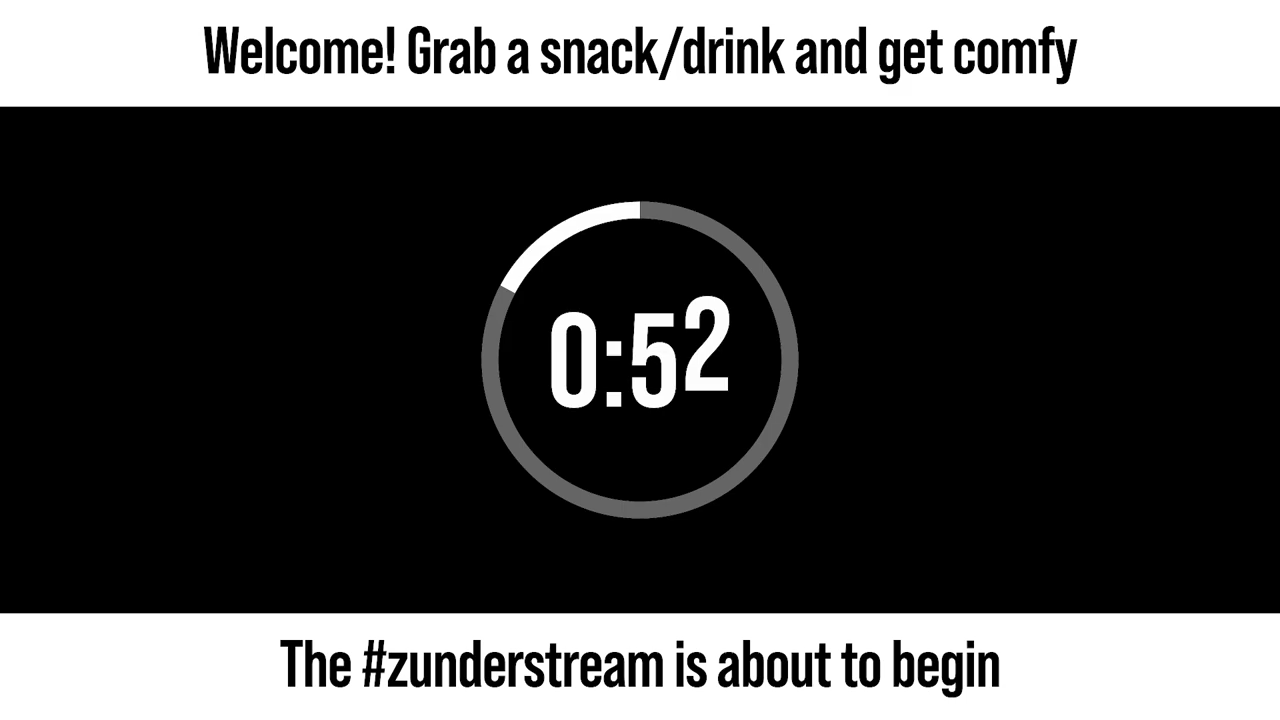 Welcome! Grab a snack/drink and get comfy
0:52
The #zunderstream is about to begin